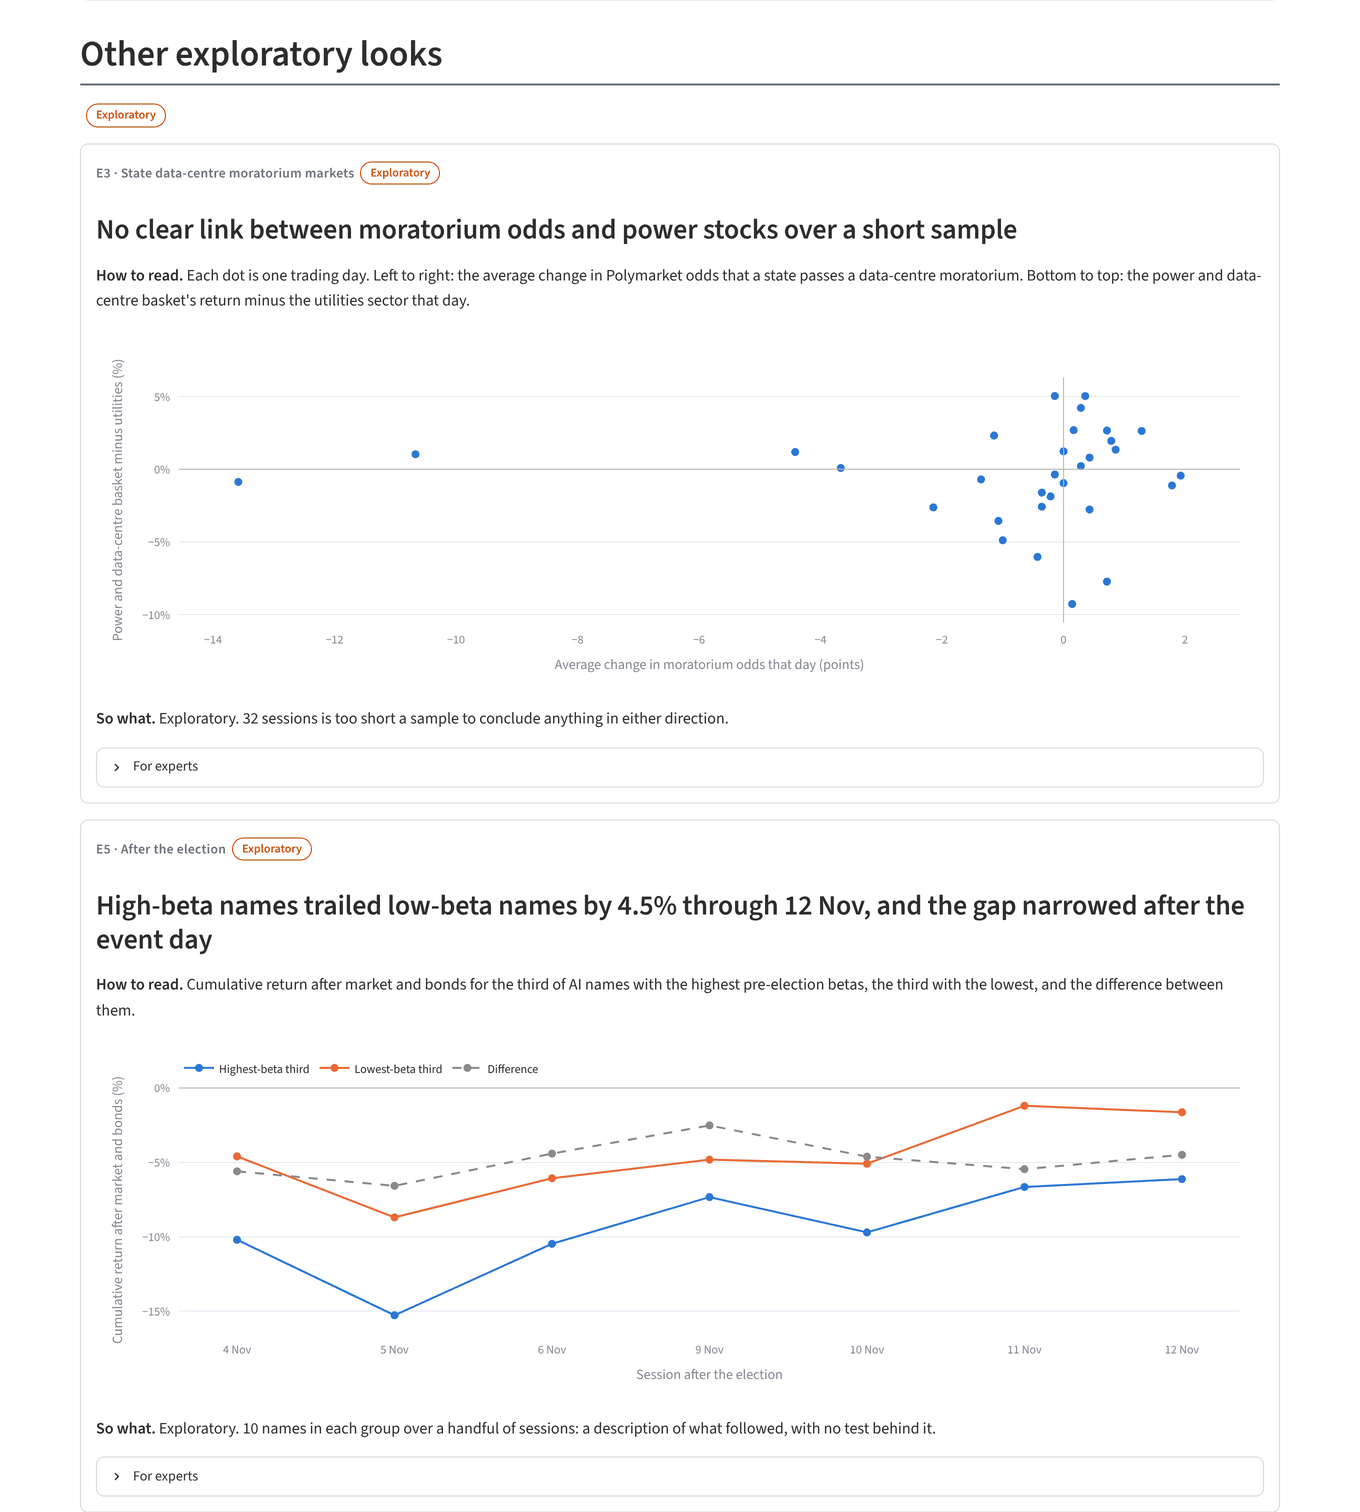 Other exploratory looks
Exploratory
E3 · State data-centre moratorium markets Exploratory
No clear link between moratorium odds and power stocks over a short sample
How to read. Each dot is one trading day. Left to right: the average change in Polymarket odds that a state passes a data-centre moratorium. Bottom to top: the power and data-
centre basket's return minus the utilities sector that day.
Power and data-centre basket minus utilities (%)
5%
0%
−5%
−10%
−14 −12 −10 −8 −6 −4 −2 0 2
Average change in moratorium odds that day (points)
So what. Exploratory. 32 sessions is too short a sample to conclude anything in either direction.
For experts
E5 · After the election Exploratory
High-beta names trailed low-beta names by 4.5% through 12 Nov, and the gap narrowed after the
event day
How to read. Cumulative return after market and bonds for the third of AI names with the highest pre-election betas, the third with the lowest, and the difference between
them.
Highest-beta third Lowest-beta third Difference
Cumulative return after market and bonds (%)
0%
−5%
−10%
−15%
4 Nov 5 Nov 6 Nov 9 Nov 10 Nov 11 Nov 12 Nov
Session after the election
So what. Exploratory. 10 names in each group over a handful of sessions: a description of what followed, with no test behind it.
For experts